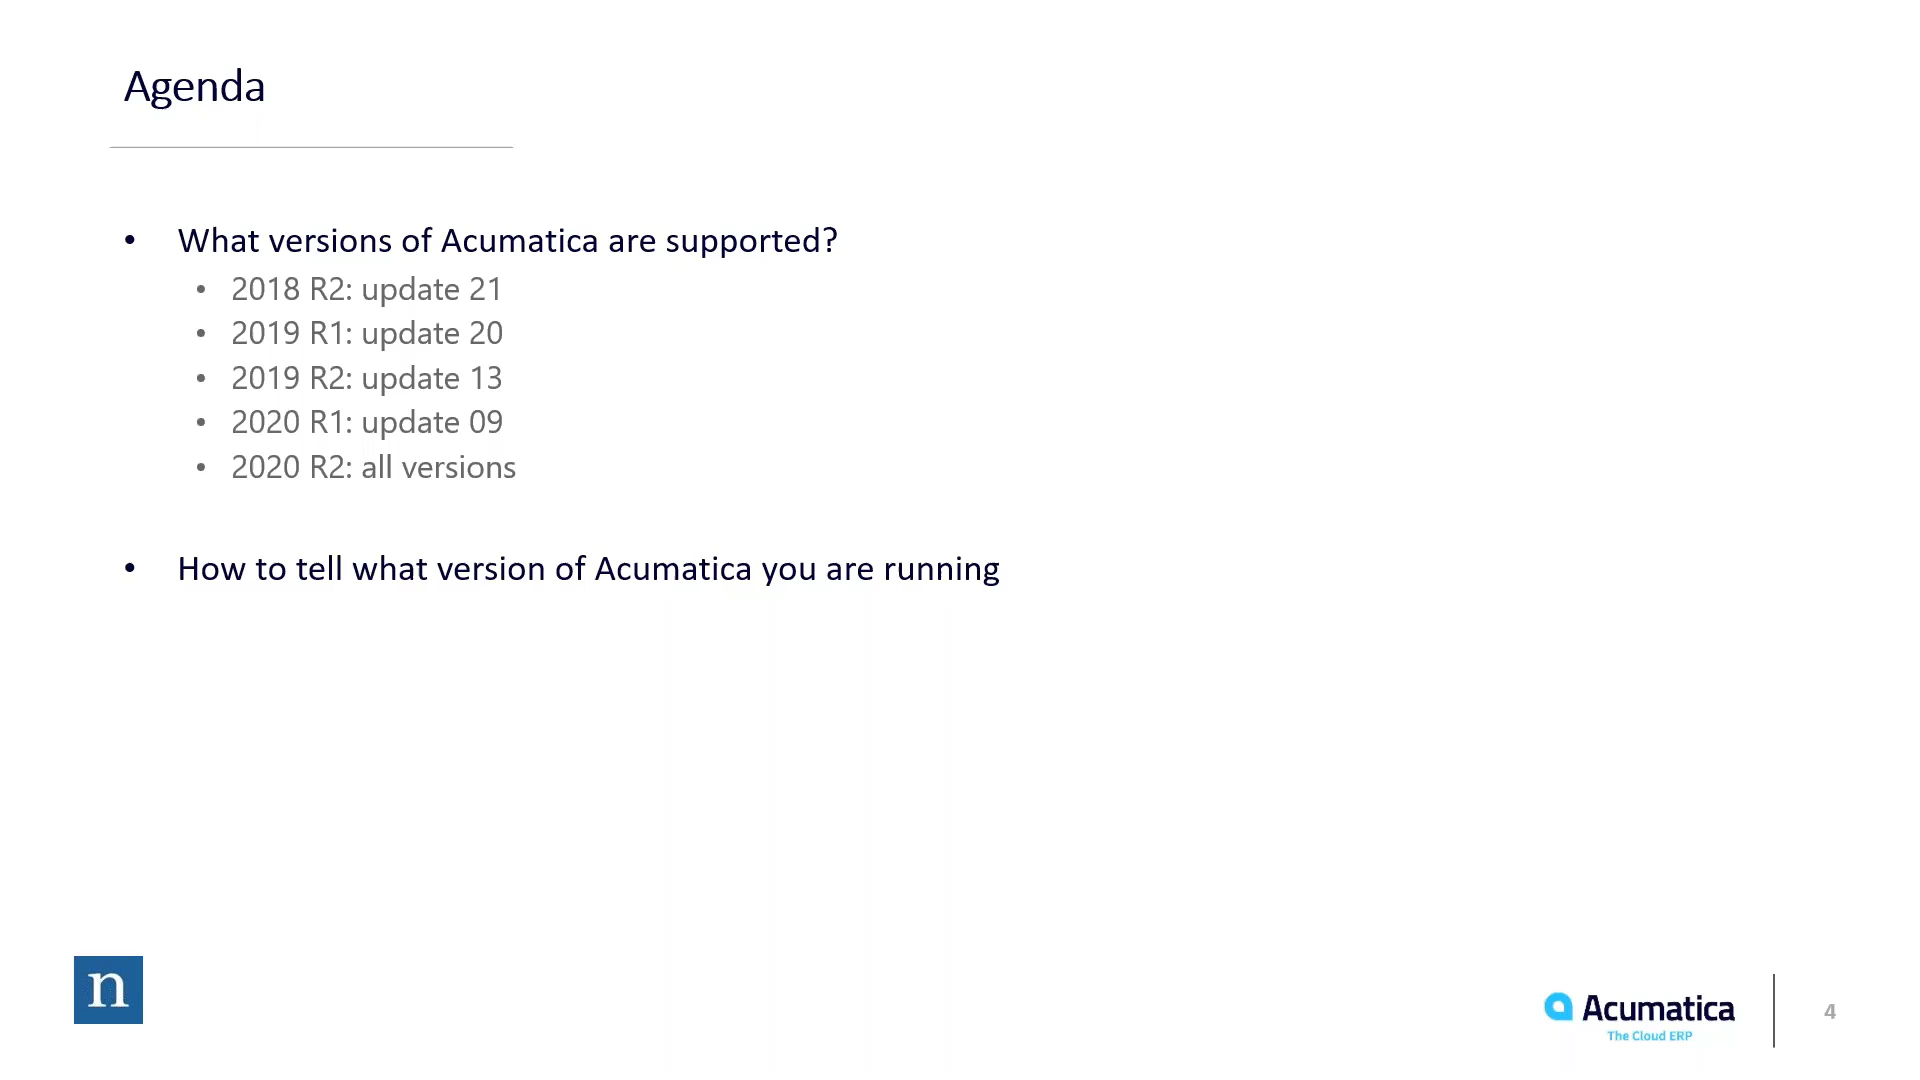 Agenda
• What versions of Acumatica are supported?
• 2018 R2: update 21
• 2019 R1: update 20
• 2019 R2: update 13
• 2020 R1: update 09
• 2020 R2: all versions
• How to tell what version of Acumatica you are running
n
Acumatica
The Cloud ERP
4